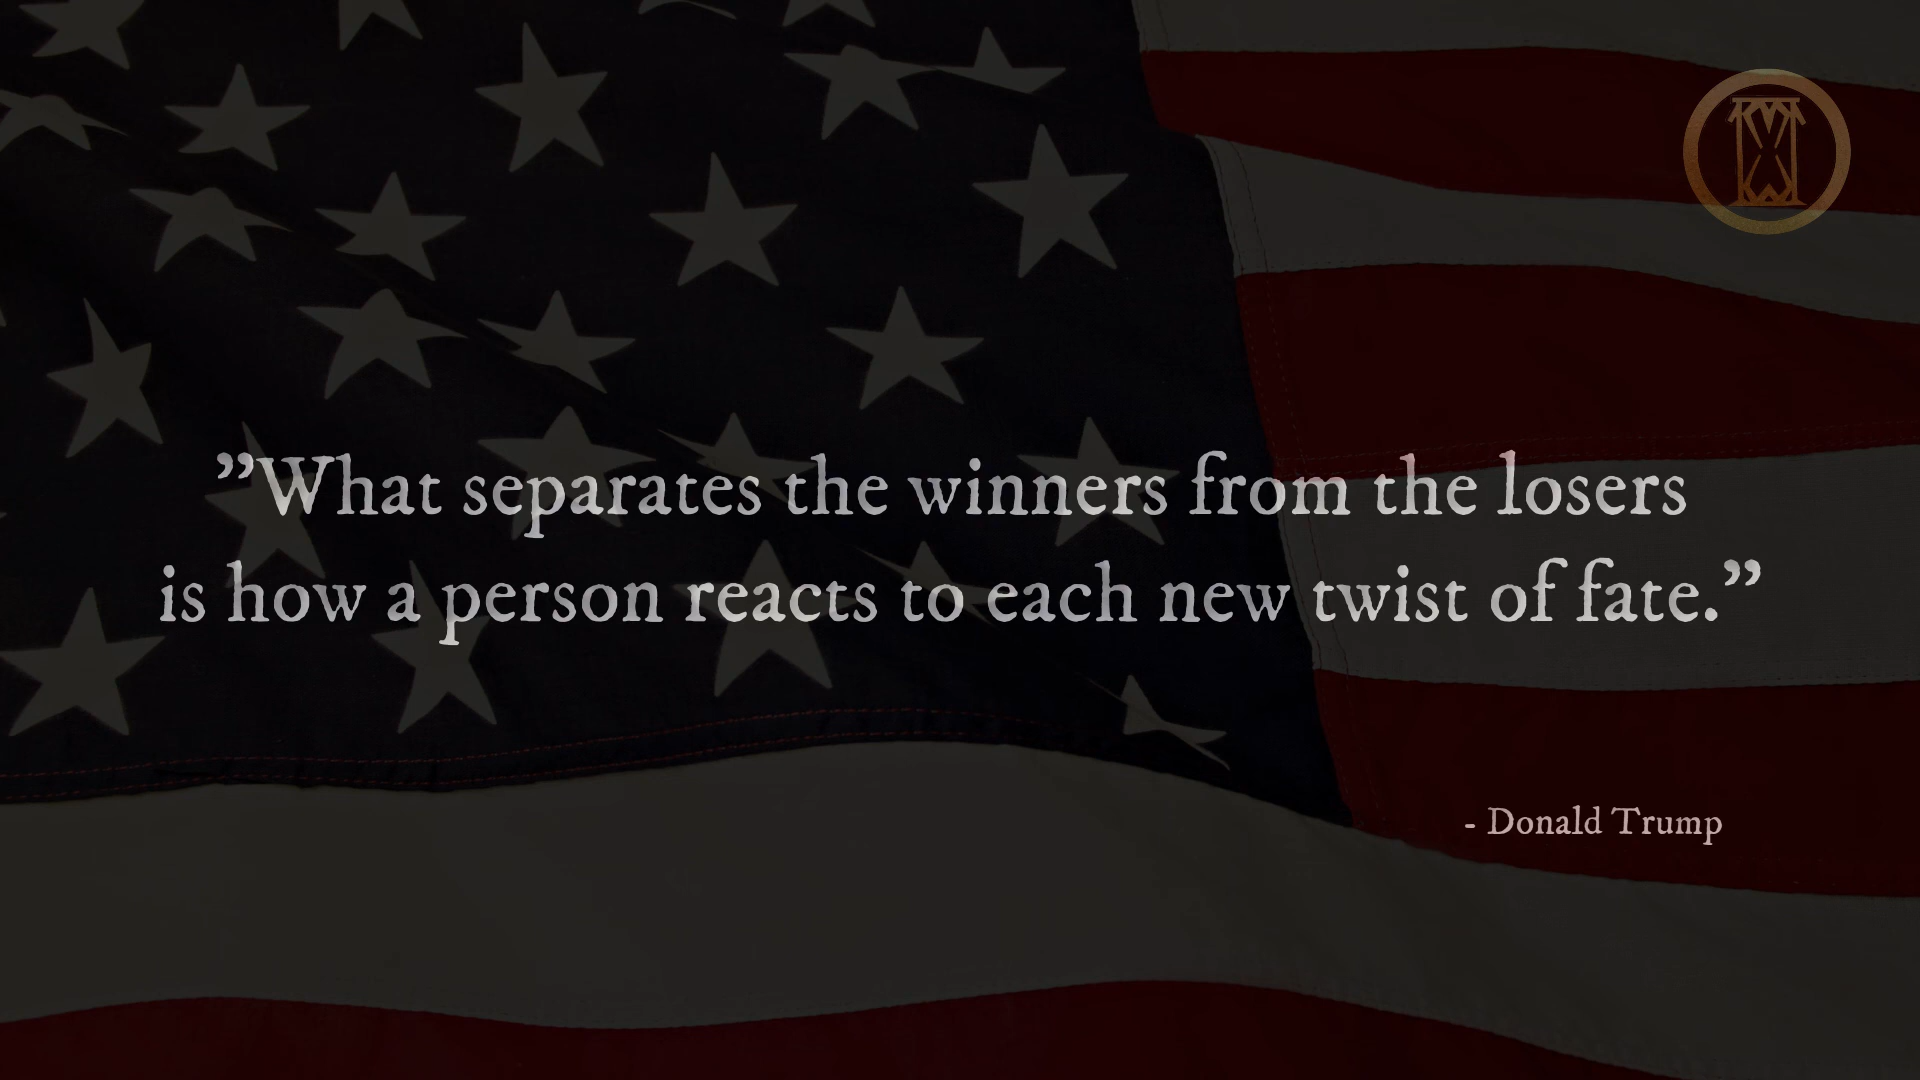 ”What separates the winners from the losers
is how a person reacts to each new twist of fate.”
- Donald Trump